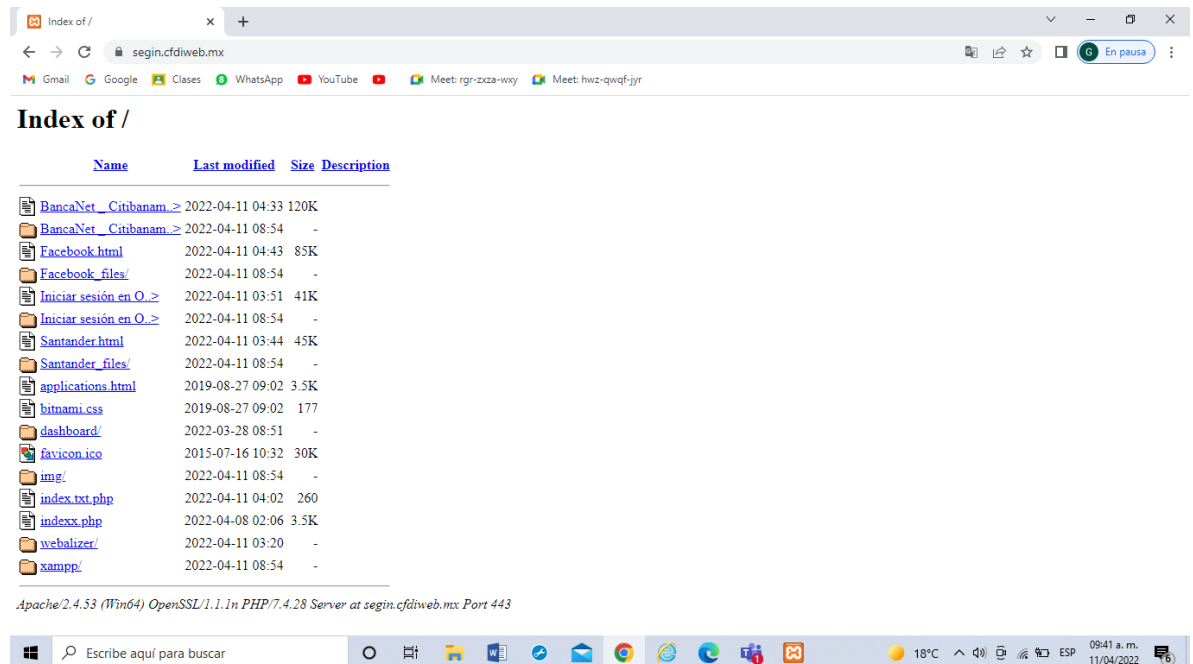 Index of /
segin.cfdiweb.mx
G En pausa
Gmail Google Clases WhatsApp YouTube Meet: rgr-zxza-wxy Meet: hwz-qwqf-jyr
Index of /
Name Last modified Size Description
BancaNet _ Citibanam..> 2022-04-11 04:33 120K
BancaNet _ Citibanam..> 2022-04-11 08:54 -
Facebook.html 2022-04-11 04:43 85K
Facebook_files/ 2022-04-11 08:54 -
Iniciar sesión en O..> 2022-04-11 03:51 41K
Iniciar sesión en O..> 2022-04-11 08:54 -
Santander.html 2022-04-11 03:44 45K
Santander_files/ 2022-04-11 08:54 -
applications.html 2019-08-27 09:02 3.5K
bitnami.css 2019-08-27 09:02 177
dashboard/ 2022-03-28 08:51 -
favicon.ico 2015-07-16 10:32 30K
img/ 2022-04-11 08:54 -
index.txt.php 2022-04-11 04:02 260
indexx.php 2022-04-08 02:06 3.5K
webalizer/ 2022-04-11 03:20 -
xampp/ 2022-04-11 08:54 -
Apache/2.4.53 (Win64) OpenSSL/1.1.1n PHP/7.4.28 Server at segin.cfdiweb.mx Port 443
Escribe aquí para buscar
18°C ESP 09:41 a. m.
11/04/2022 6